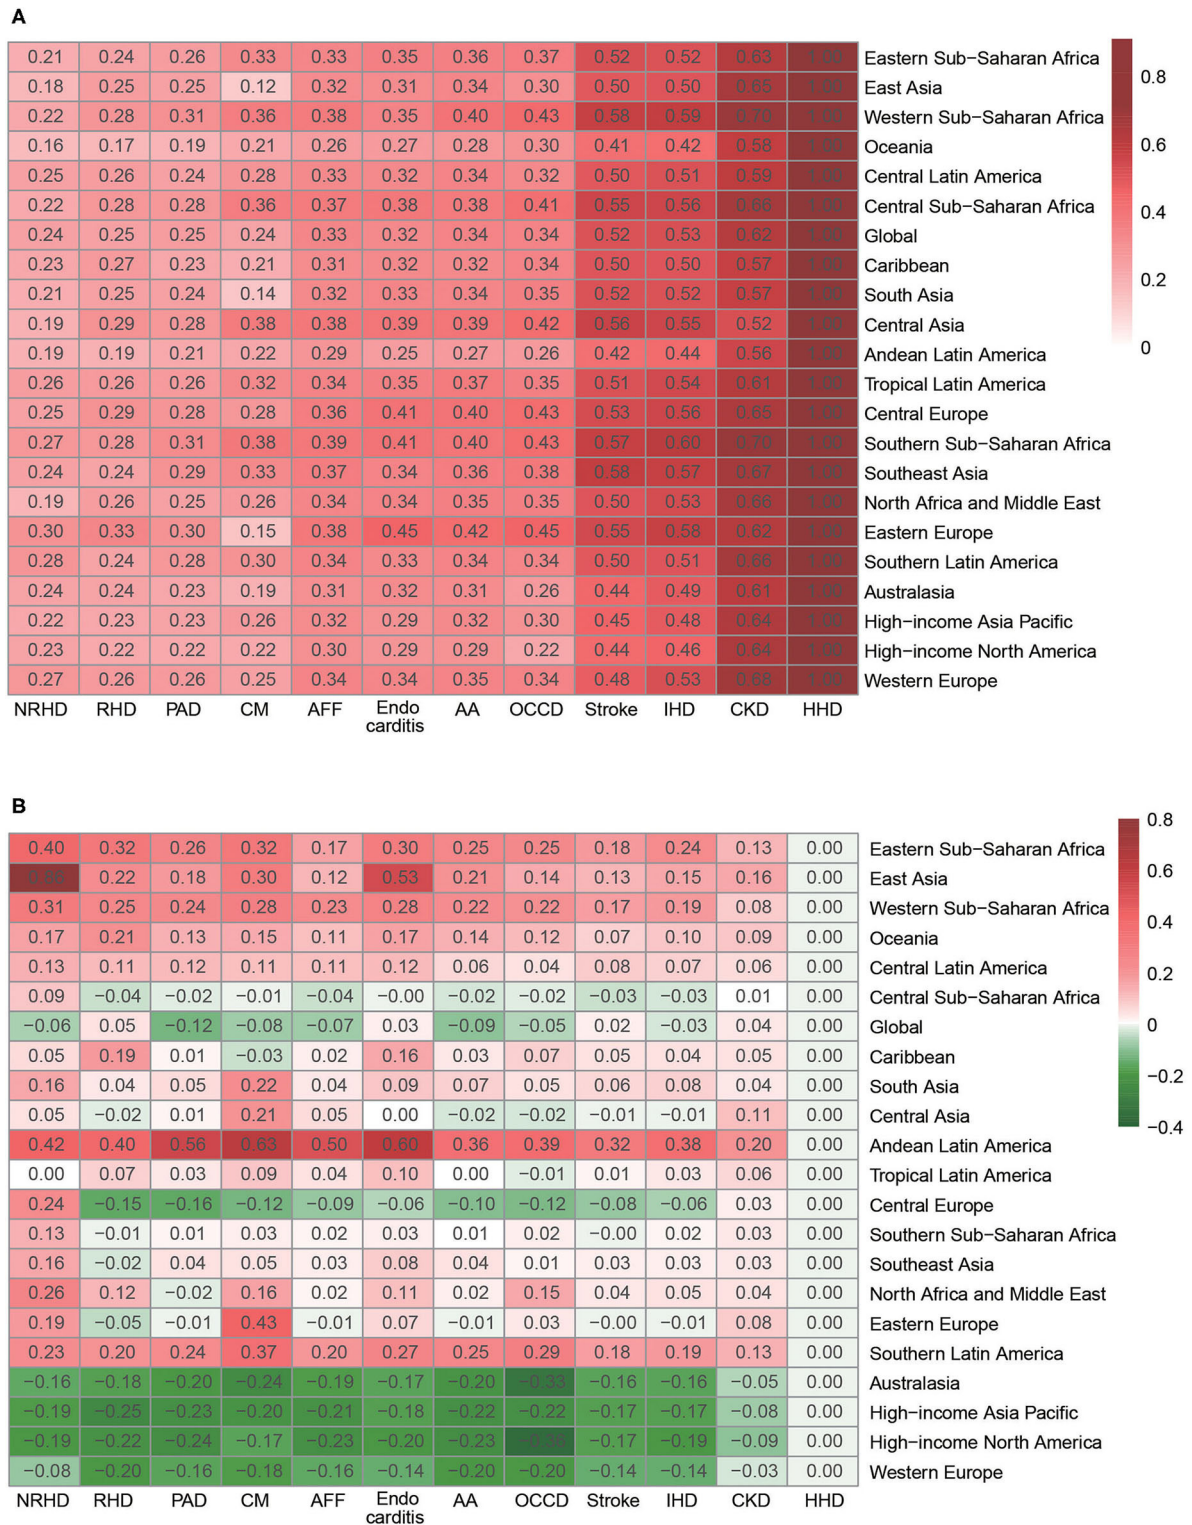 A
0.21 0.24 0.26 0.33 0.33 0.35 0.36 0.37 0.52 0.52 0.63 1.00 Eastern Sub−Saharan Africa
0.18 0.25 0.25 0.12 0.32 0.31 0.34 0.30 0.50 0.50 0.65 1.00 East Asia
0.22 0.28 0.31 0.36 0.38 0.35 0.40 0.43 0.58 0.59 0.70 1.00 Western Sub−Saharan Africa
0.16 0.17 0.19 0.21 0.26 0.27 0.28 0.30 0.41 0.42 0.58 1.00 Oceania
0.25 0.26 0.24 0.28 0.33 0.32 0.34 0.32 0.50 0.51 0.59 1.00 Central Latin America
0.22 0.28 0.28 0.36 0.37 0.38 0.38 0.41 0.55 0.56 0.66 1.00 Central Sub−Saharan Africa
0.24 0.25 0.25 0.24 0.33 0.32 0.34 0.34 0.52 0.53 0.62 1.00 Global
0.23 0.27 0.23 0.21 0.31 0.32 0.32 0.34 0.50 0.50 0.57 1.00 Caribbean
0.21 0.25 0.24 0.14 0.32 0.33 0.34 0.35 0.52 0.52 0.57 1.00 South Asia
0.19 0.29 0.28 0.38 0.38 0.39 0.39 0.42 0.56 0.55 0.52 1.00 Central Asia
0.19 0.19 0.21 0.22 0.29 0.25 0.27 0.26 0.42 0.44 0.56 1.00 Andean Latin America
0.26 0.26 0.26 0.32 0.34 0.35 0.37 0.35 0.51 0.54 0.61 1.00 Tropical Latin America
0.25 0.29 0.28 0.28 0.36 0.41 0.40 0.43 0.53 0.56 0.65 1.00 Central Europe
0.27 0.28 0.31 0.38 0.39 0.41 0.40 0.43 0.57 0.60 0.70 1.00 Southern Sub−Saharan Africa
0.24 0.24 0.29 0.33 0.37 0.34 0.36 0.38 0.58 0.57 0.67 1.00 Southeast Asia
0.19 0.26 0.25 0.26 0.34 0.34 0.35 0.35 0.50 0.53 0.66 1.00 North Africa and Middle East
0.30 0.33 0.30 0.15 0.38 0.45 0.42 0.45 0.55 0.58 0.62 1.00 Eastern Europe
0.28 0.24 0.28 0.30 0.34 0.33 0.34 0.34 0.50 0.51 0.66 1.00 Southern Latin America
0.24 0.24 0.23 0.19 0.31 0.32 0.31 0.26 0.44 0.49 0.61 1.00 Australasia
0.22 0.23 0.23 0.26 0.32 0.29 0.32 0.30 0.45 0.48 0.64 1.00 High−income Asia Pacific
0.23 0.22 0.22 0.22 0.30 0.29 0.29 0.22 0.44 0.46 0.64 1.00 High−income North America
0.27 0.26 0.26 0.25 0.34 0.34 0.35 0.34 0.48 0.53 0.68 1.00 Western Europe
NRHD RHD PAD CM AFF Endo carditis AA OCCD Stroke IHD CKD HHD
0.8
0.6
0.4
0.2
0
B
0.40 0.32 0.26 0.32 0.17 0.30 0.25 0.25 0.18 0.24 0.13 0.00 Eastern Sub−Saharan Africa
0.22 0.18 0.30 0.12 0.53 0.21 0.14 0.13 0.15 0.16 0.00 East Asia
0.31 0.25 0.24 0.28 0.23 0.28 0.22 0.22 0.17 0.19 0.08 0.00 Western Sub−Saharan Africa
0.17 0.21 0.13 0.15 0.11 0.17 0.14 0.12 0.07 0.10 0.09 0.00 Oceania
0.13 0.11 0.12 0.11 0.11 0.12 0.06 0.04 0.08 0.07 0.06 0.00 Central Latin America
0.09 −0.04 −0.02 −0.01 −0.04 −0.00 −0.02 −0.02 −0.03 −0.03 0.01 0.00 Central Sub−Saharan Africa
−0.06 0.05 −0.12 −0.08 −0.07 0.03 −0.09 −0.05 0.02 −0.03 0.04 0.00 Global
0.05 0.19 0.01 −0.03 0.02 0.16 0.03 0.07 0.05 0.04 0.05 0.00 Caribbean
0.16 0.04 0.05 0.22 0.04 0.09 0.07 0.05 0.06 0.08 0.04 0.00 South Asia
0.05 −0.02 0.01 0.21 0.05 0.00 −0.02 −0.02 −0.01 −0.01 0.11 0.00 Central Asia
0.42 0.40 0.56 0.63 0.50 0.60 0.36 0.39 0.32 0.38 0.20 0.00 Andean Latin America
0.00 0.07 0.03 0.09 0.04 0.10 0.00 −0.01 0.01 0.03 0.06 0.00 Tropical Latin America
0.24 −0.15 −0.16 −0.12 −0.09 −0.06 −0.10 −0.12 −0.08 −0.06 0.03 0.00 Central Europe
0.13 −0.01 0.01 0.03 0.02 0.03 0.01 0.02 −0.00 0.02 0.03 0.00 Southern Sub−Saharan Africa
0.16 −0.02 0.04 0.05 0.03 0.08 0.04 0.01 0.03 0.03 0.03 0.00 Southeast Asia
0.26 0.12 −0.02 0.16 0.02 0.11 0.02 0.15 0.04 0.05 0.04 0.00 North Africa and Middle East
0.19 −0.05 −0.01 0.43 −0.01 0.07 −0.01 0.03 −0.00 −0.01 0.08 0.00 Eastern Europe
0.23 0.20 0.24 0.37 0.20 0.27 0.25 0.29 0.18 0.19 0.13 0.00 Southern Latin America
−0.16 −0.18 −0.20 −0.24 −0.19 −0.17 −0.20 −0.33 −0.16 −0.16 −0.05 0.00 Australasia
−0.19 −0.25 −0.23 −0.20 −0.21 −0.18 −0.22 −0.22 −0.17 −0.17 −0.08 0.00 High−income Asia Pacific
−0.19 −0.22 −0.24 −0.17 −0.23 −0.20 −0.23 −0.17 −0.19 −0.09 0.00 High−income North America
−0.08 −0.20 −0.16 −0.18 −0.16 −0.14 −0.20 −0.20 −0.14 −0.14 −0.03 0.00 Western Europe
NRHD RHD PAD CM AFF Endo carditis AA OCCD Stroke IHD CKD HHD
0.8
0.6
0.4
0.2
0
−0.2
−0.4